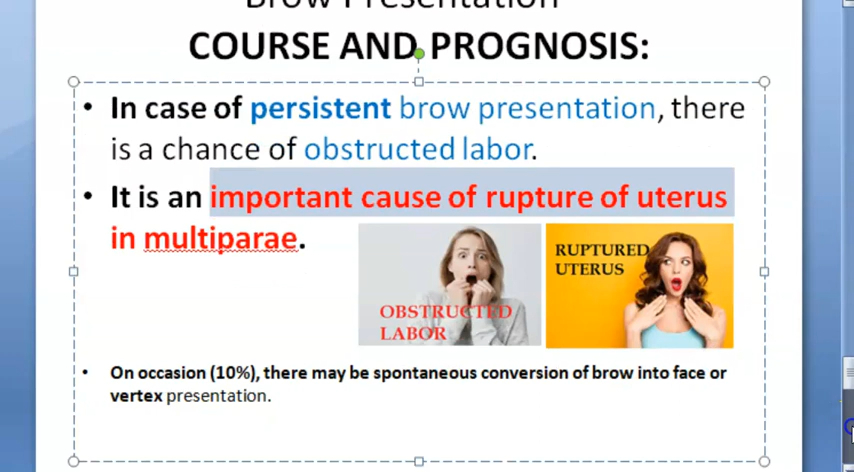 Brow Presentation
COURSE AND PROGNOSIS:
• In case of persistent brow presentation, there
is a chance of obstructed labor.
• It is an important cause of rupture of uterus
in multiparae.
OBSTRUCTED
LABOR
RUPTURED
UTERUS
• On occasion (10%), there may be spontaneous conversion of brow into face or
vertex presentation.